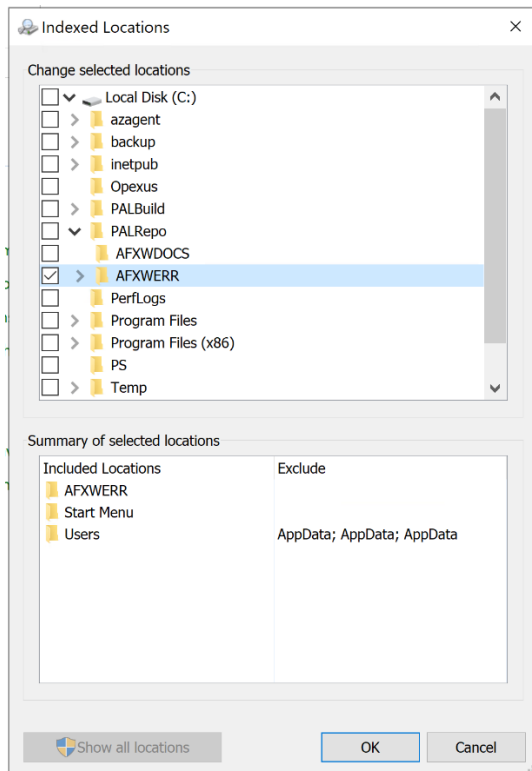 Indexed Locations
Change selected locations
Local Disk (C:)
azagent
backup
inetpub
Opexus
PALBuild
PALRepo
AFXWDOCS
AFXWERR
PerfLogs
Program Files
Program Files (x86)
PS
Temp
Summary of selected locations
Included Locations Exclude
AFXWERR
Start Menu
Users AppData; AppData; AppData
Show all locations OK Cancel